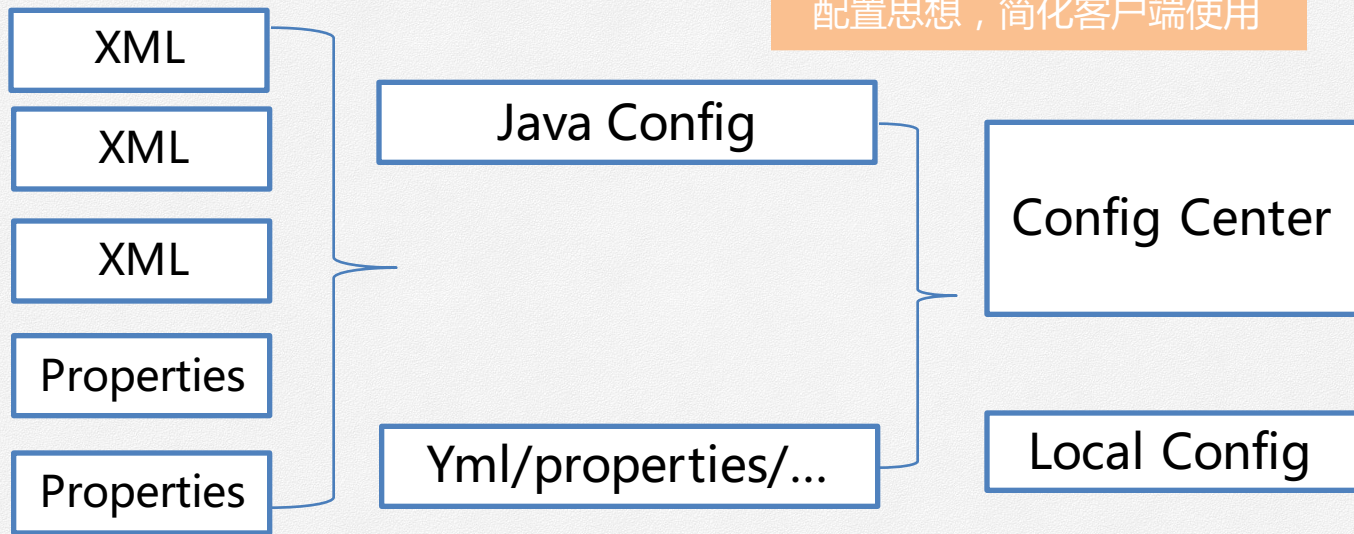 配置思想，简化客户端使用
XML
XML
XML
Properties
Properties
Java Config
Yml/properties/...
Config Center
Local Config